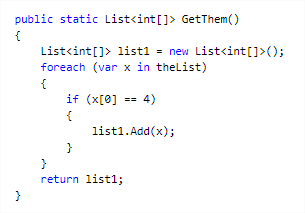 public static List<int[]> GetThem()
{
    List<int[]> list1 = new List<int[]>();
    foreach (var x in theList)
    {
        if (x[0] == 4)
        {
            list1.Add(x);
        }
    }
    return list1;
}